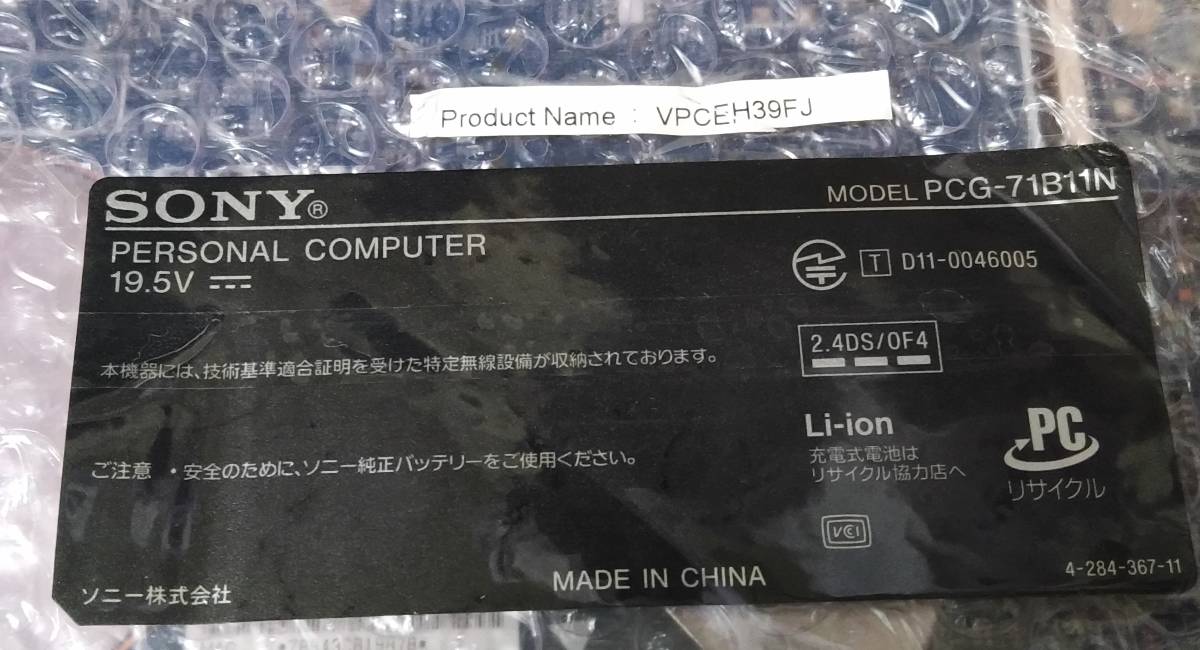 Product Name : VPCEH39FJ
SONY®
MODEL PCG-71B11N
PERSONAL COMPUTER
19.5V
T D11-0046005
2.4DS/OF4
本機器には、技術基準適合証明を受けた特定無線設備が収納されております。
Li-ion
充電式電池は
リサイクル協力店へ
PC
リサイクル
ご注意 ・安全のために、ソニー純正バッテリーをご使用ください。
VCI
MADE IN CHINA
4-284-367-11
ソニー株式会社